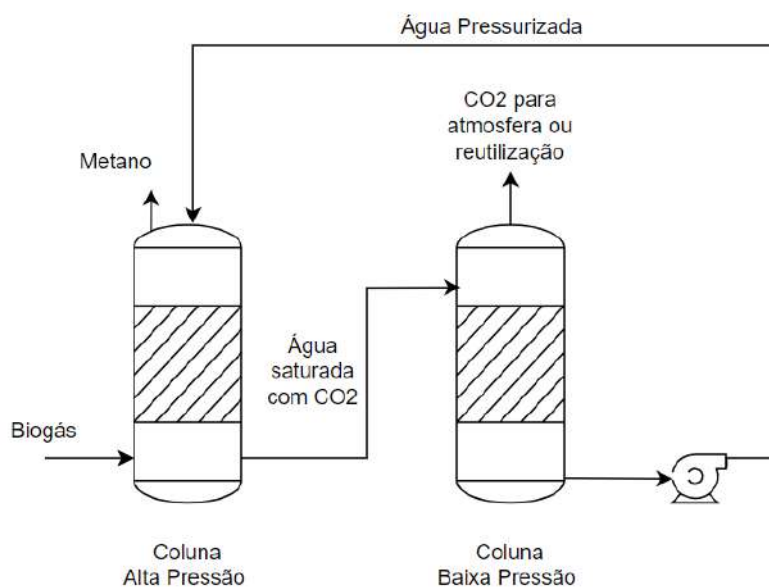 Água Pressurizada
CO2 para
atmosfera ou
reutilização
Metano
Água
saturada
com CO2
Biogás
Coluna
Alta Pressão
Coluna
Baixa Pressão